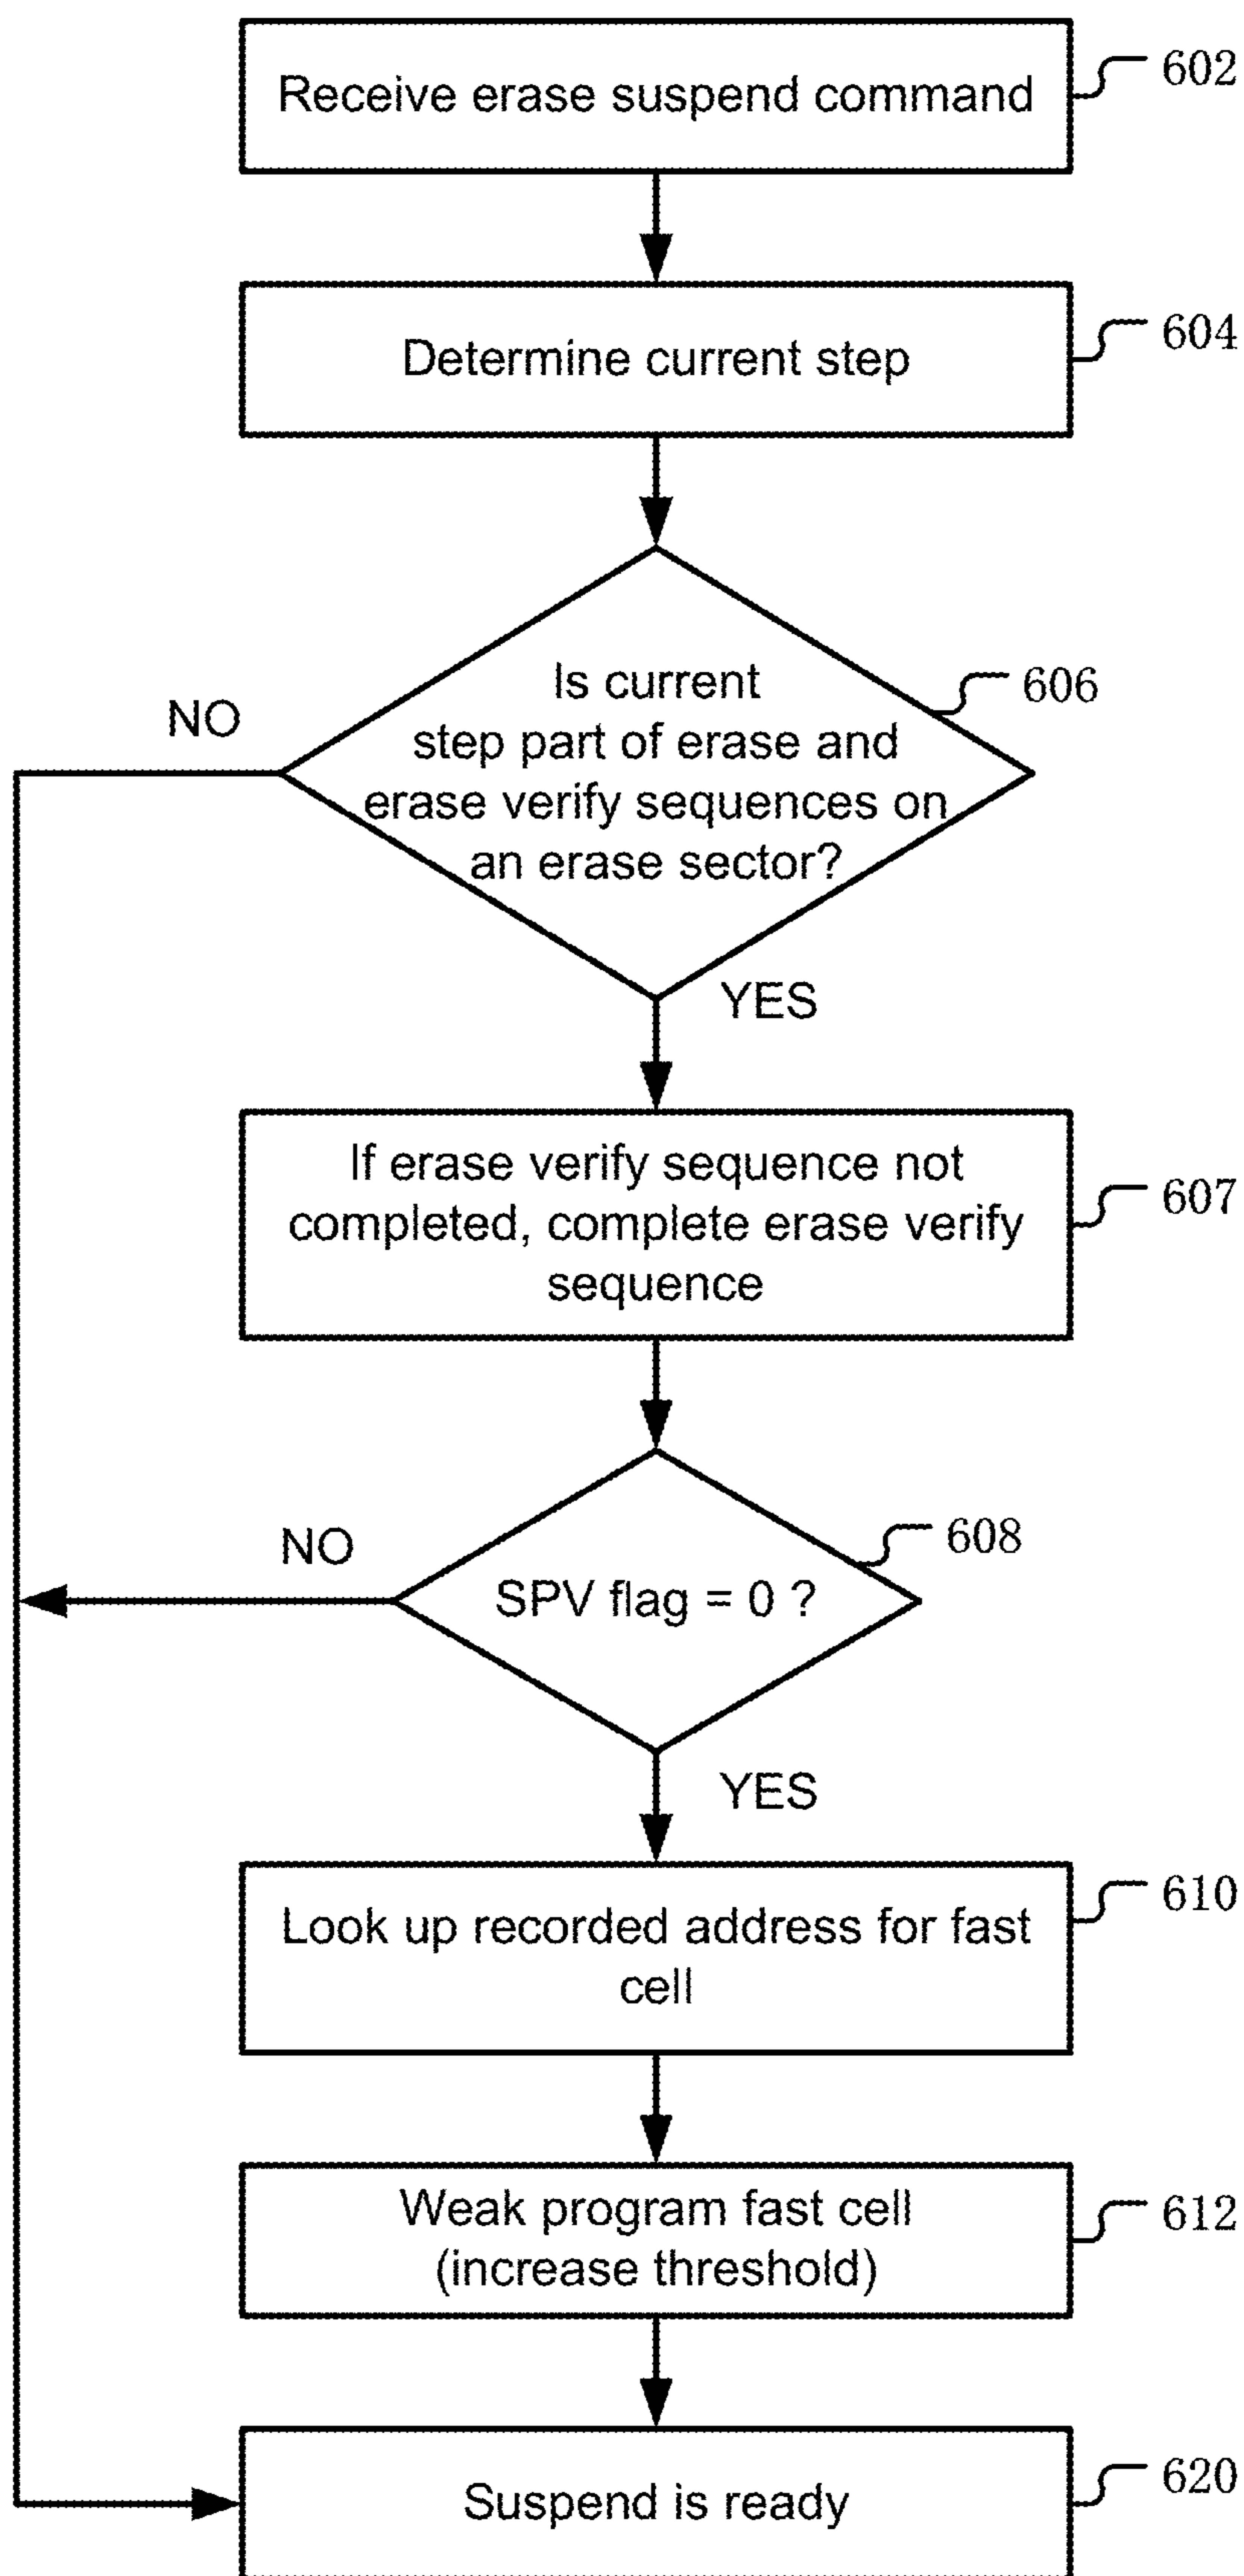 Receive erase suspend command
602
Determine current step
604
Is current
step part of erase and
erase verify sequences on
an erase sector?
606
NO
YES
If erase verify sequence not
completed, complete erase verify
sequence
607
SPV flag = 0 ?
608
NO
YES
Look up recorded address for fast
cell
610
Weak program fast cell
(increase threshold)
612
Suspend is ready
620